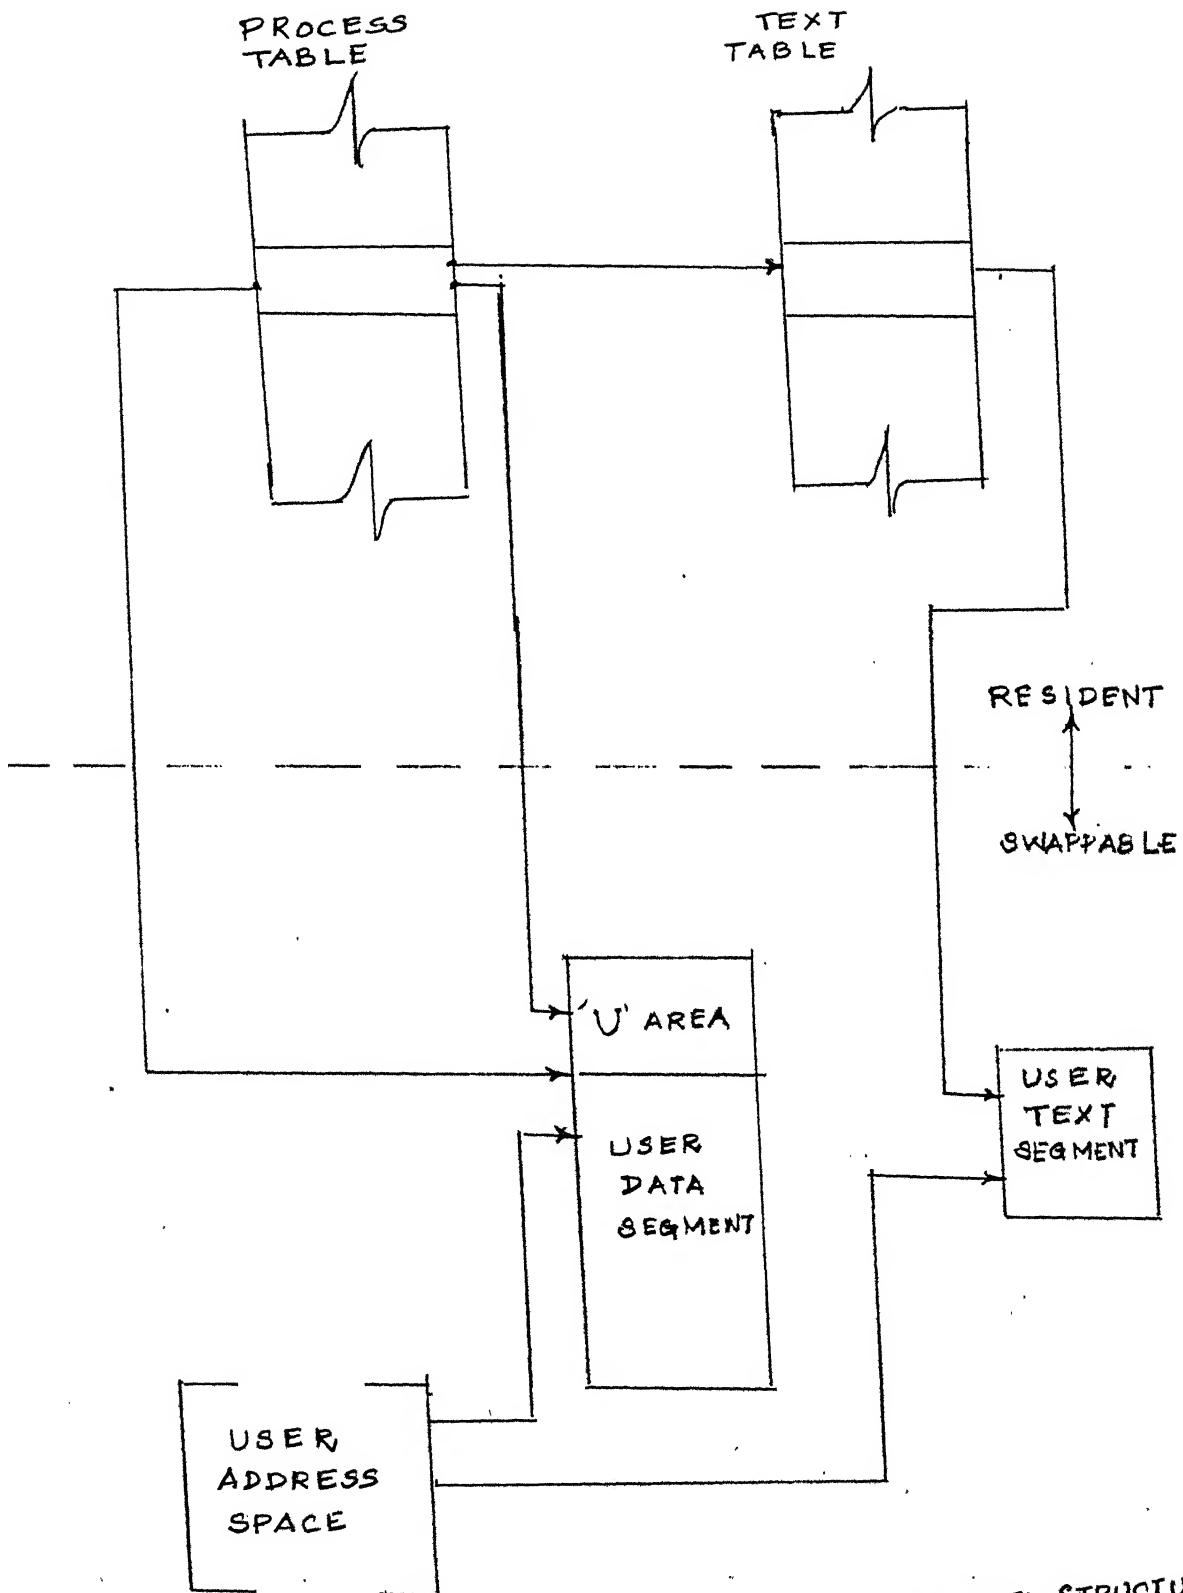 PROCESS
TABLE
TEXT
TABLE
RESIDENT
SWAPPABLE
'U' AREA
USER
DATA
SEGMENT
USER
TEXT
SEGMENT
USER
ADDRESS
SPACE